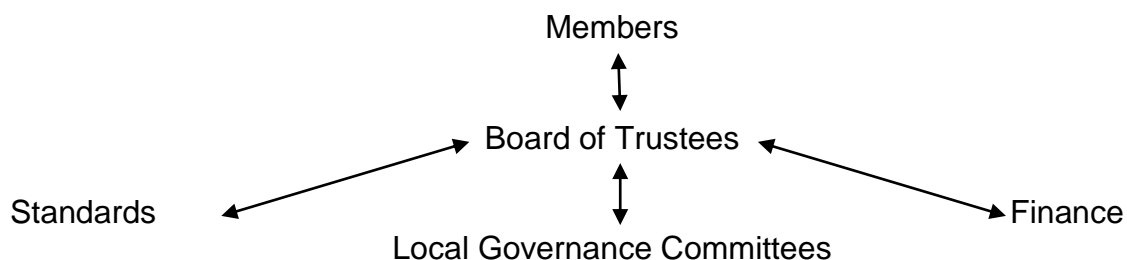 Members
Board of Trustees
Standards
Finance
Local Governance Committees